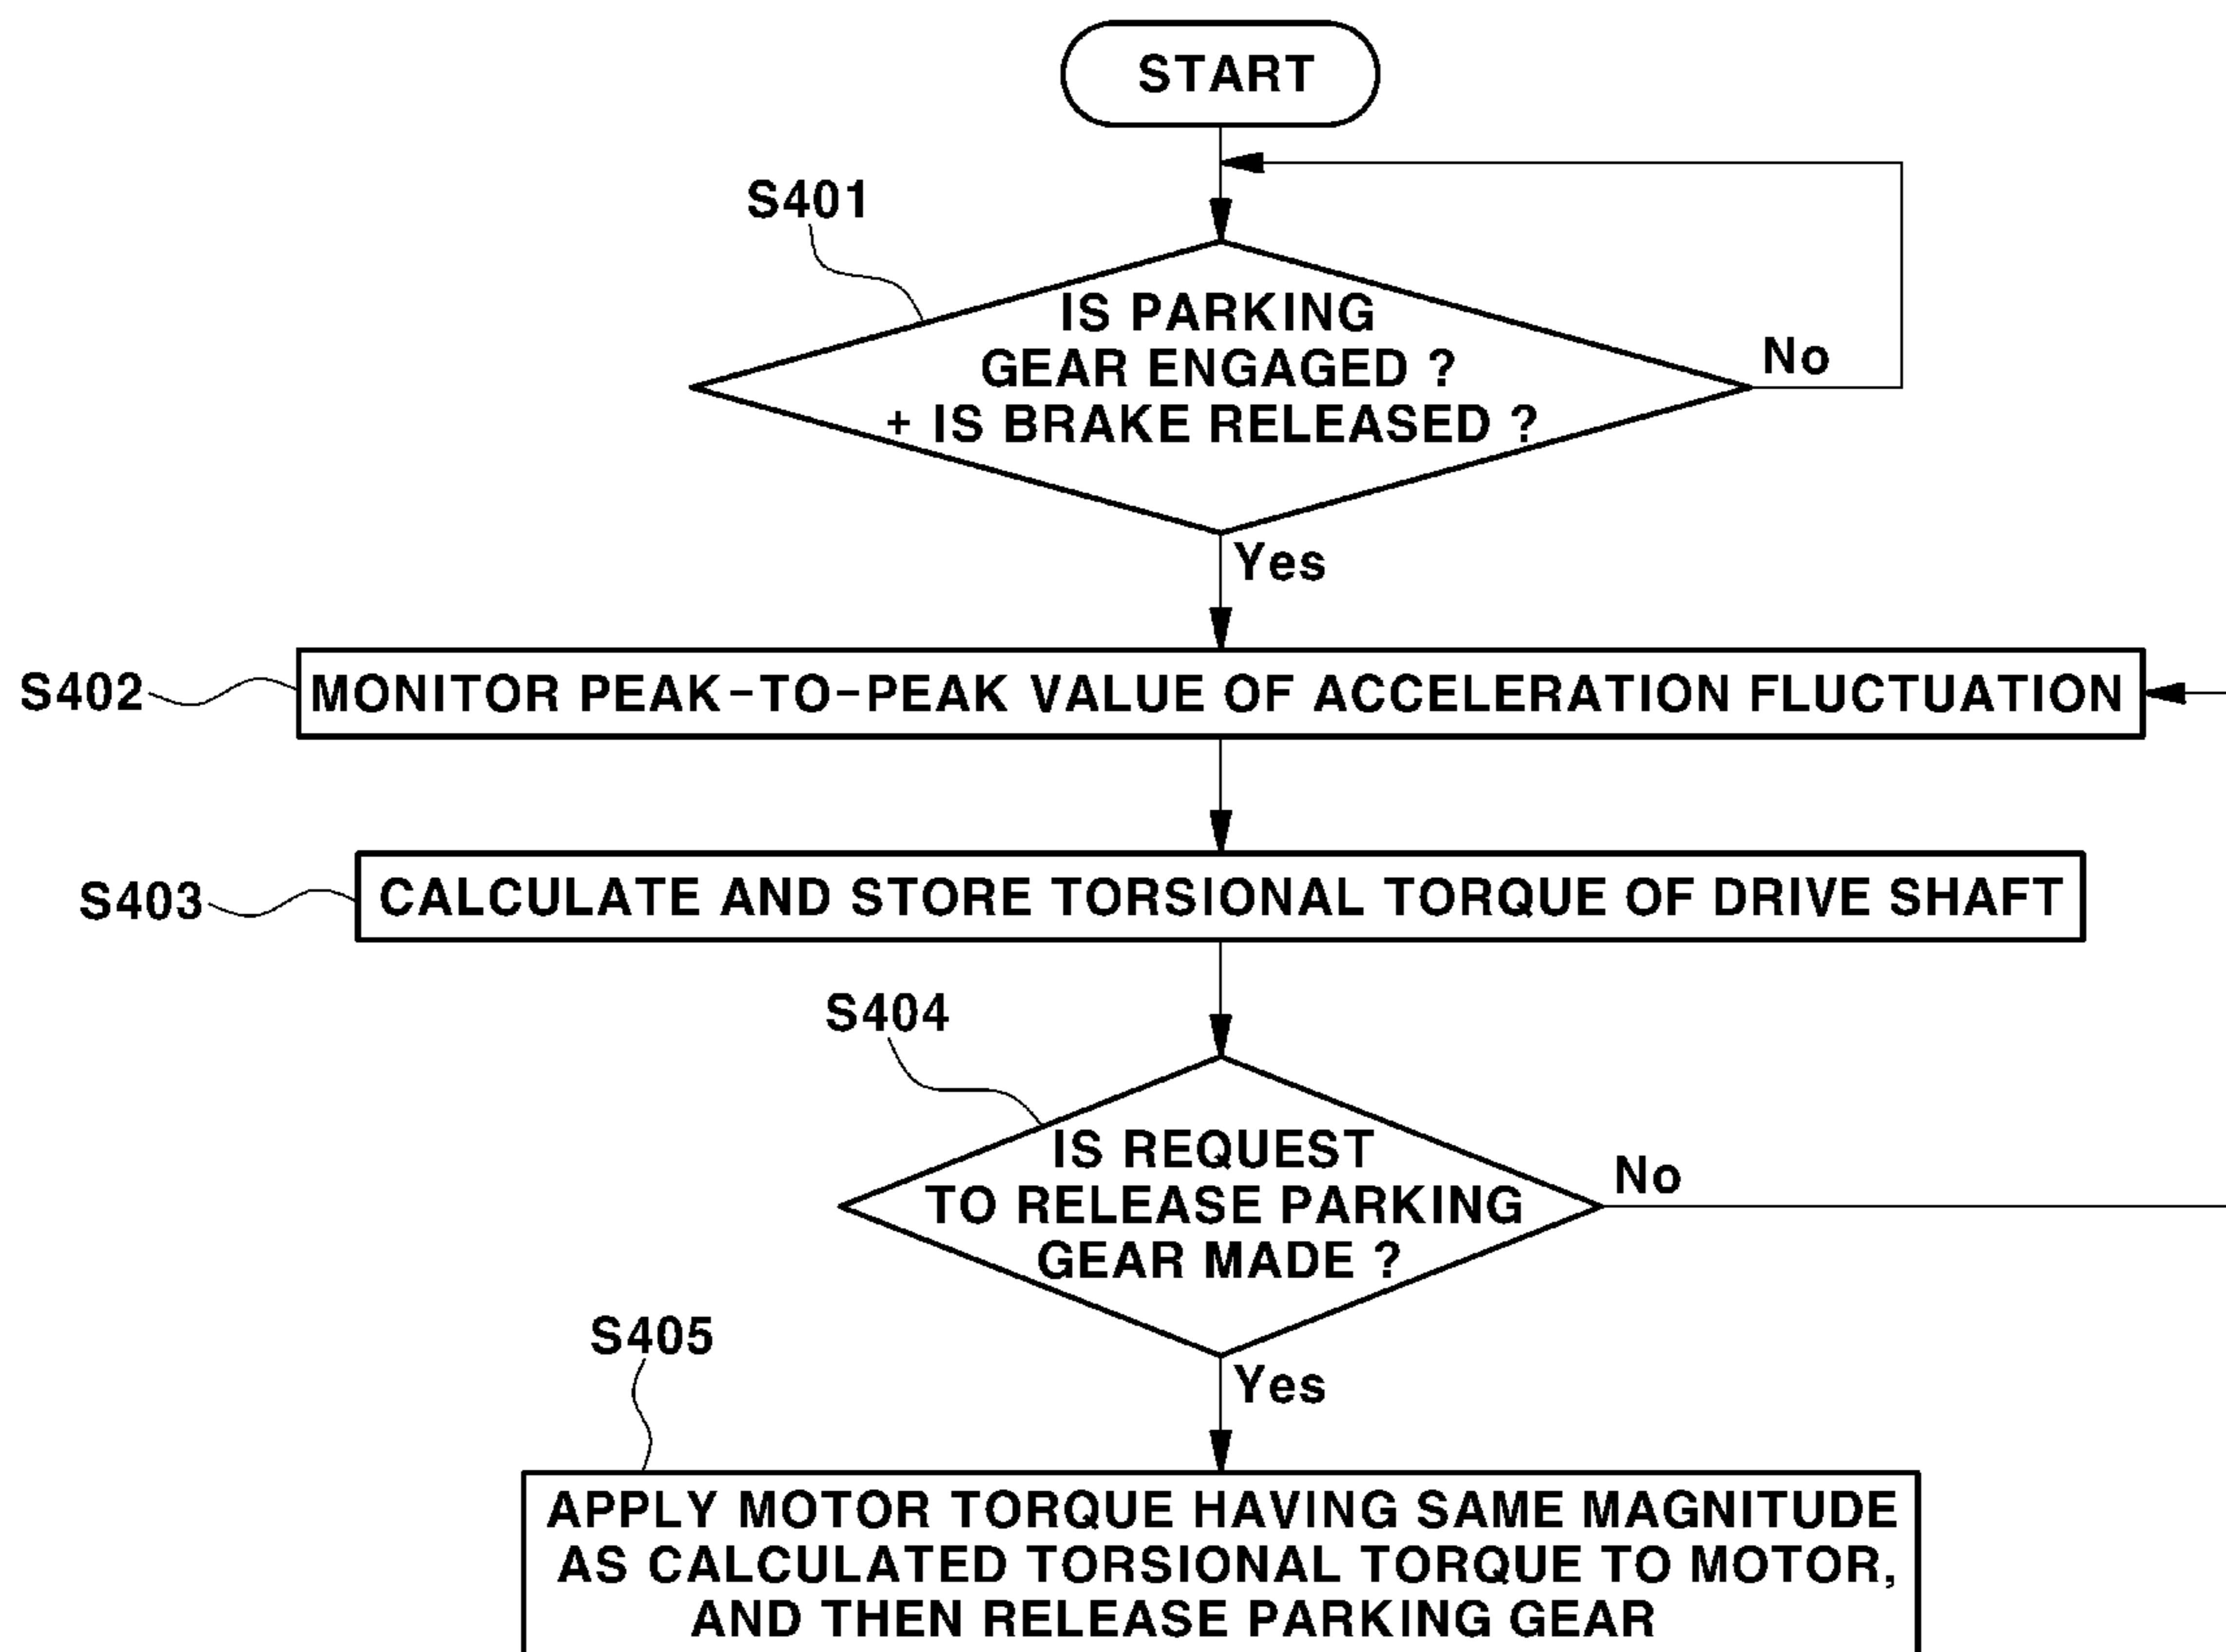 START
S401
IS PARKING
GEAR ENGAGED ?
+ IS BRAKE RELEASED ?
No
Yes
S402
MONITOR PEAK-TO-PEAK VALUE OF ACCELERATION FLUCTUATION
S403
CALCULATE AND STORE TORSIONAL TORQUE OF DRIVE SHAFT
S404
IS REQUEST
TO RELEASE PARKING
GEAR MADE ?
No
Yes
S405
APPLY MOTOR TORQUE HAVING SAME MAGNITUDE
AS CALCULATED TORSIONAL TORQUE TO MOTOR,
AND THEN RELEASE PARKING GEAR